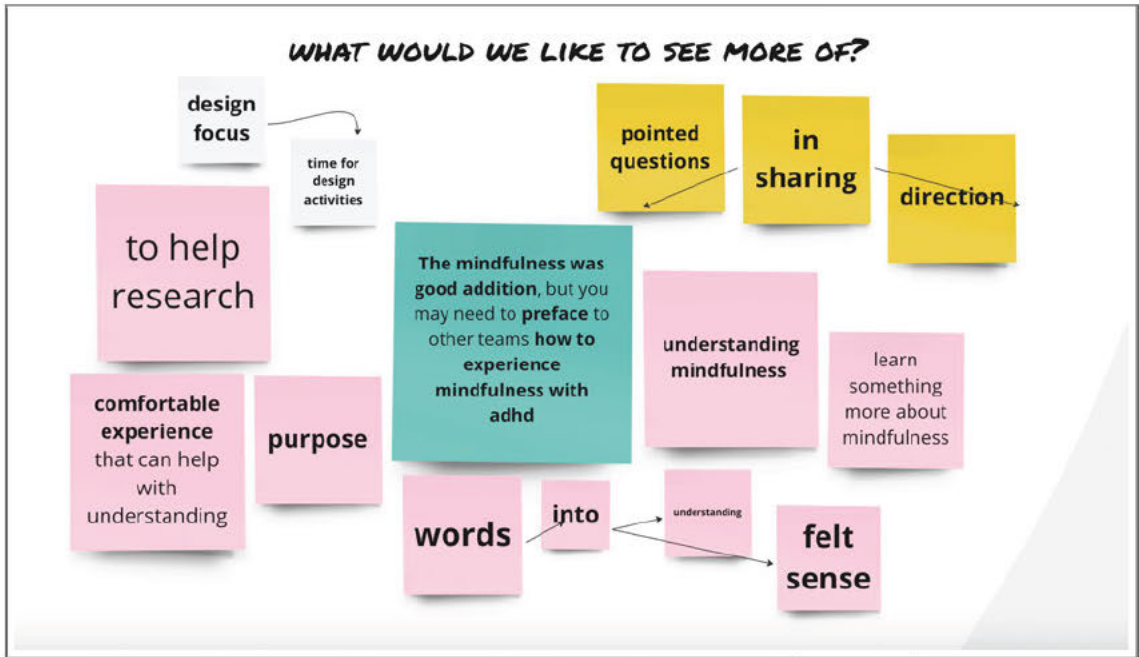 WHAT WOULD WE LIKE TO SEE MORE OF?
design
focus
time for
design
activities
pointed
questions
in
sharing
direction
to help
research
The mindfulness was
good addition, but you
may need to preface to
other teams how to
experience
mindfulness with
adhd
understanding
mindfulness
learn
something
more about
mindfulness
comfortable
experience
that can help
with
understanding
purpose
words
into
understanding
felt
sense